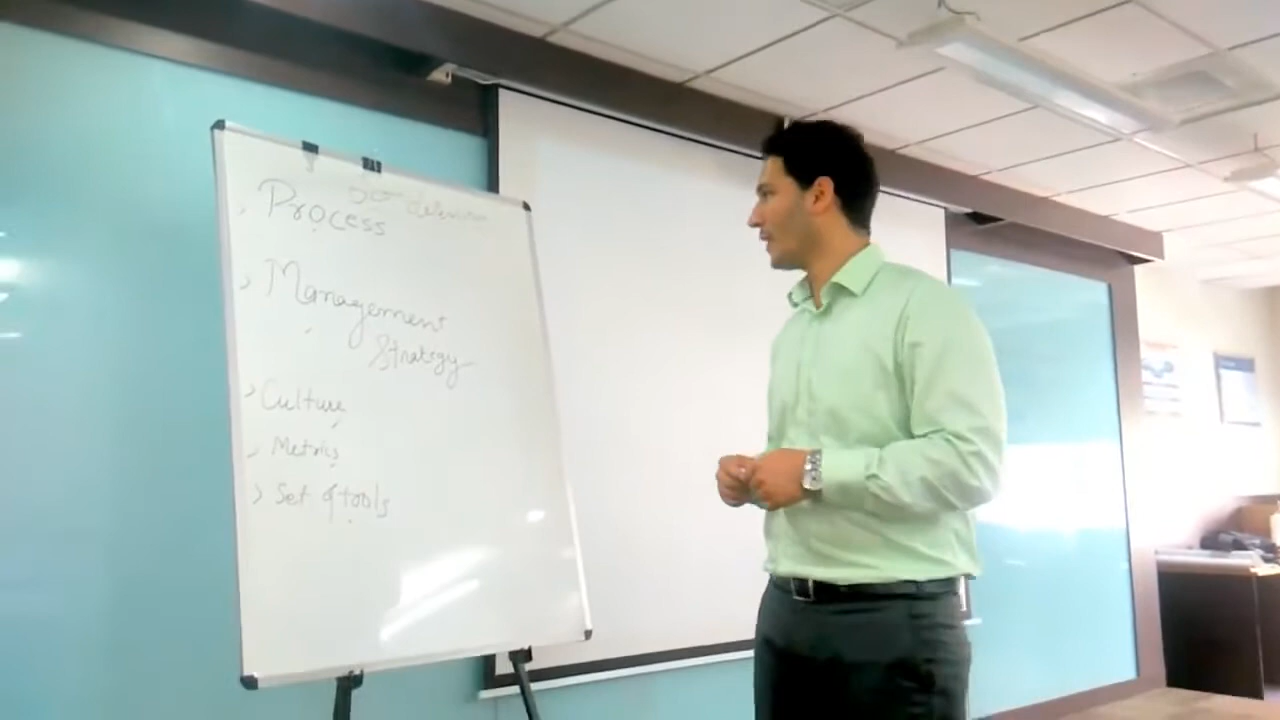 Process
Management
Strategy
Culture
Metrics
Set of tools